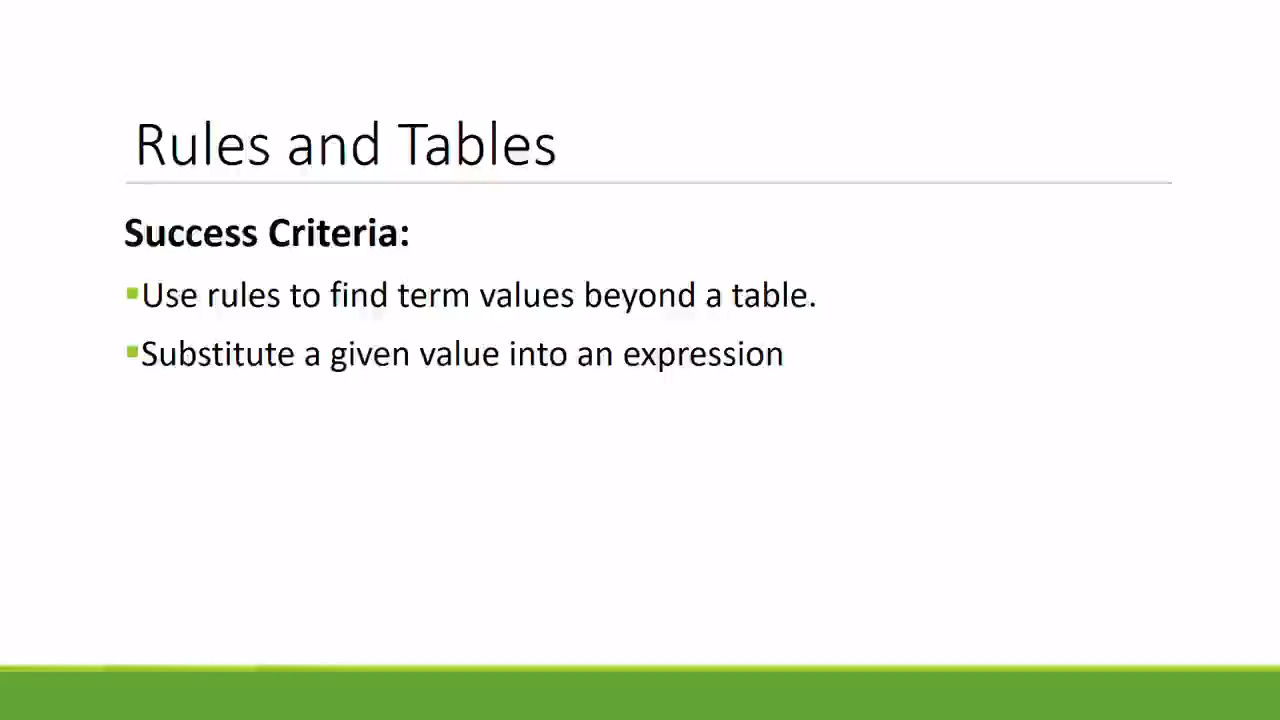 Rules and Tables
Success Criteria:
▪Use rules to find term values beyond a table.
▪Substitute a given value into an expression